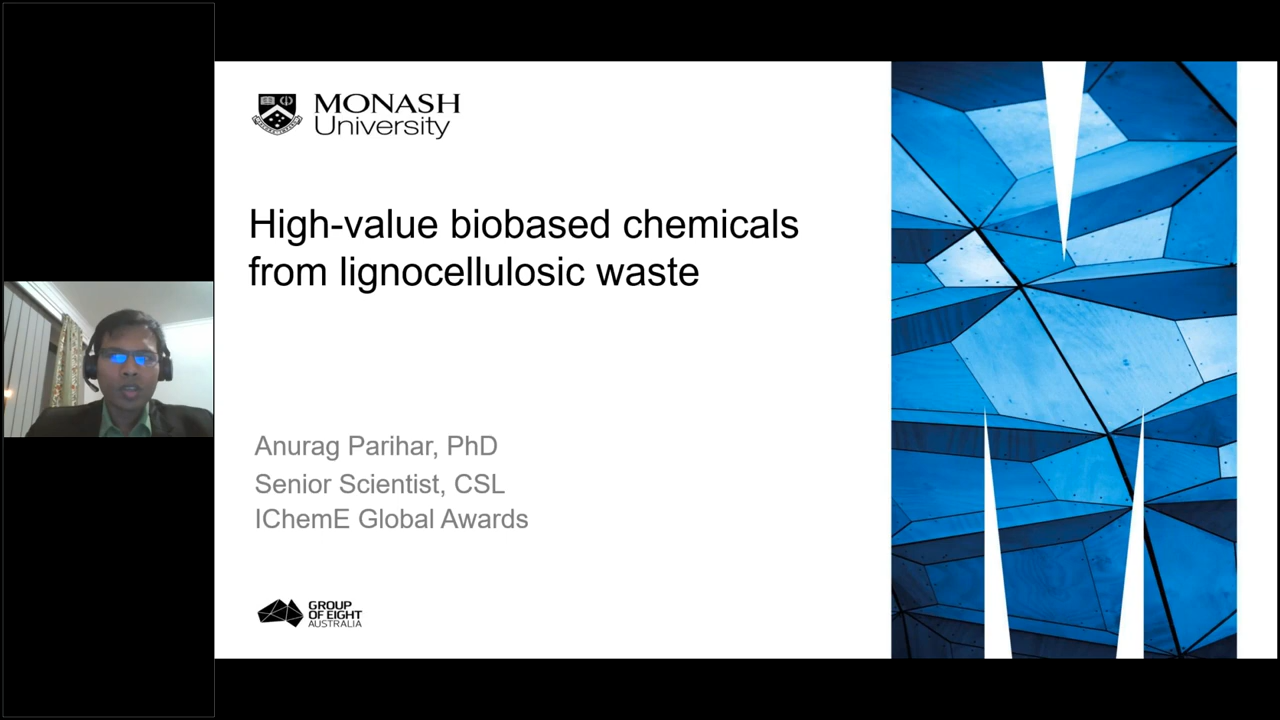 MONASH
University
High-value biobased chemicals
from lignocellulosic waste
Anurag Parihar, PhD
Senior Scientist, CSL
IChemE Global Awards
GROUP
OF EIGHT
AUSTRALIA